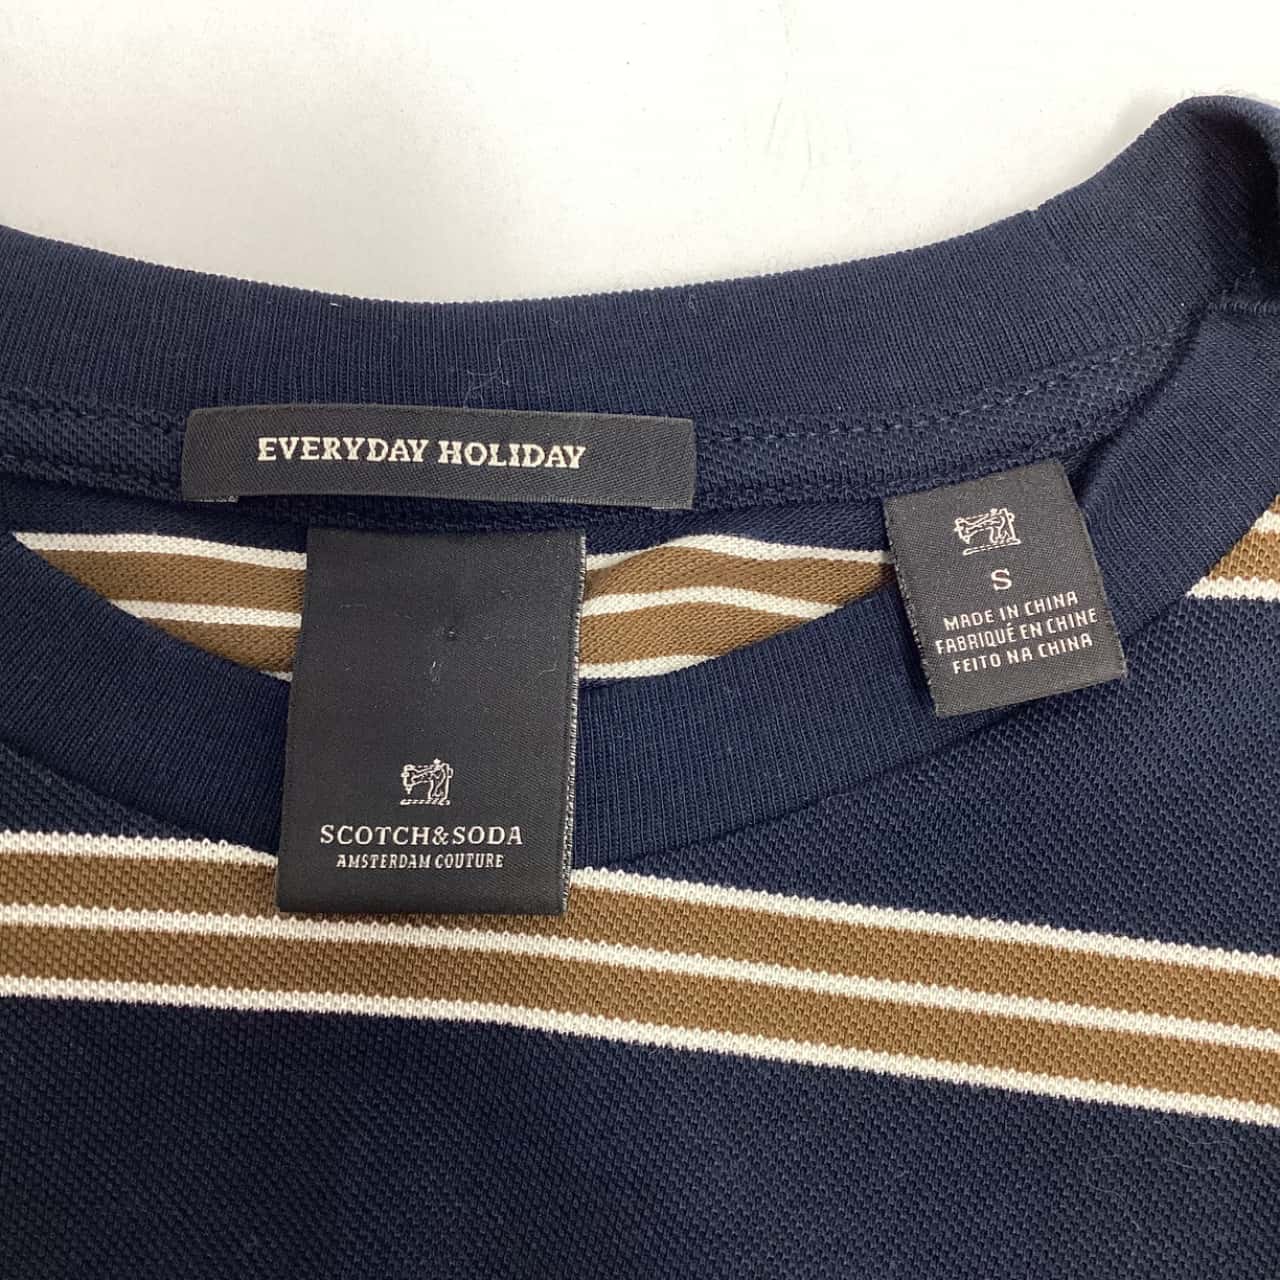 EVERYDAY HOLIDAY
SCOTCH&SODA
AMSTERDAM COUTURE
S
MADE IN CHINA
FABRIQUÉ EN CHINE
FEITO NA CHINA